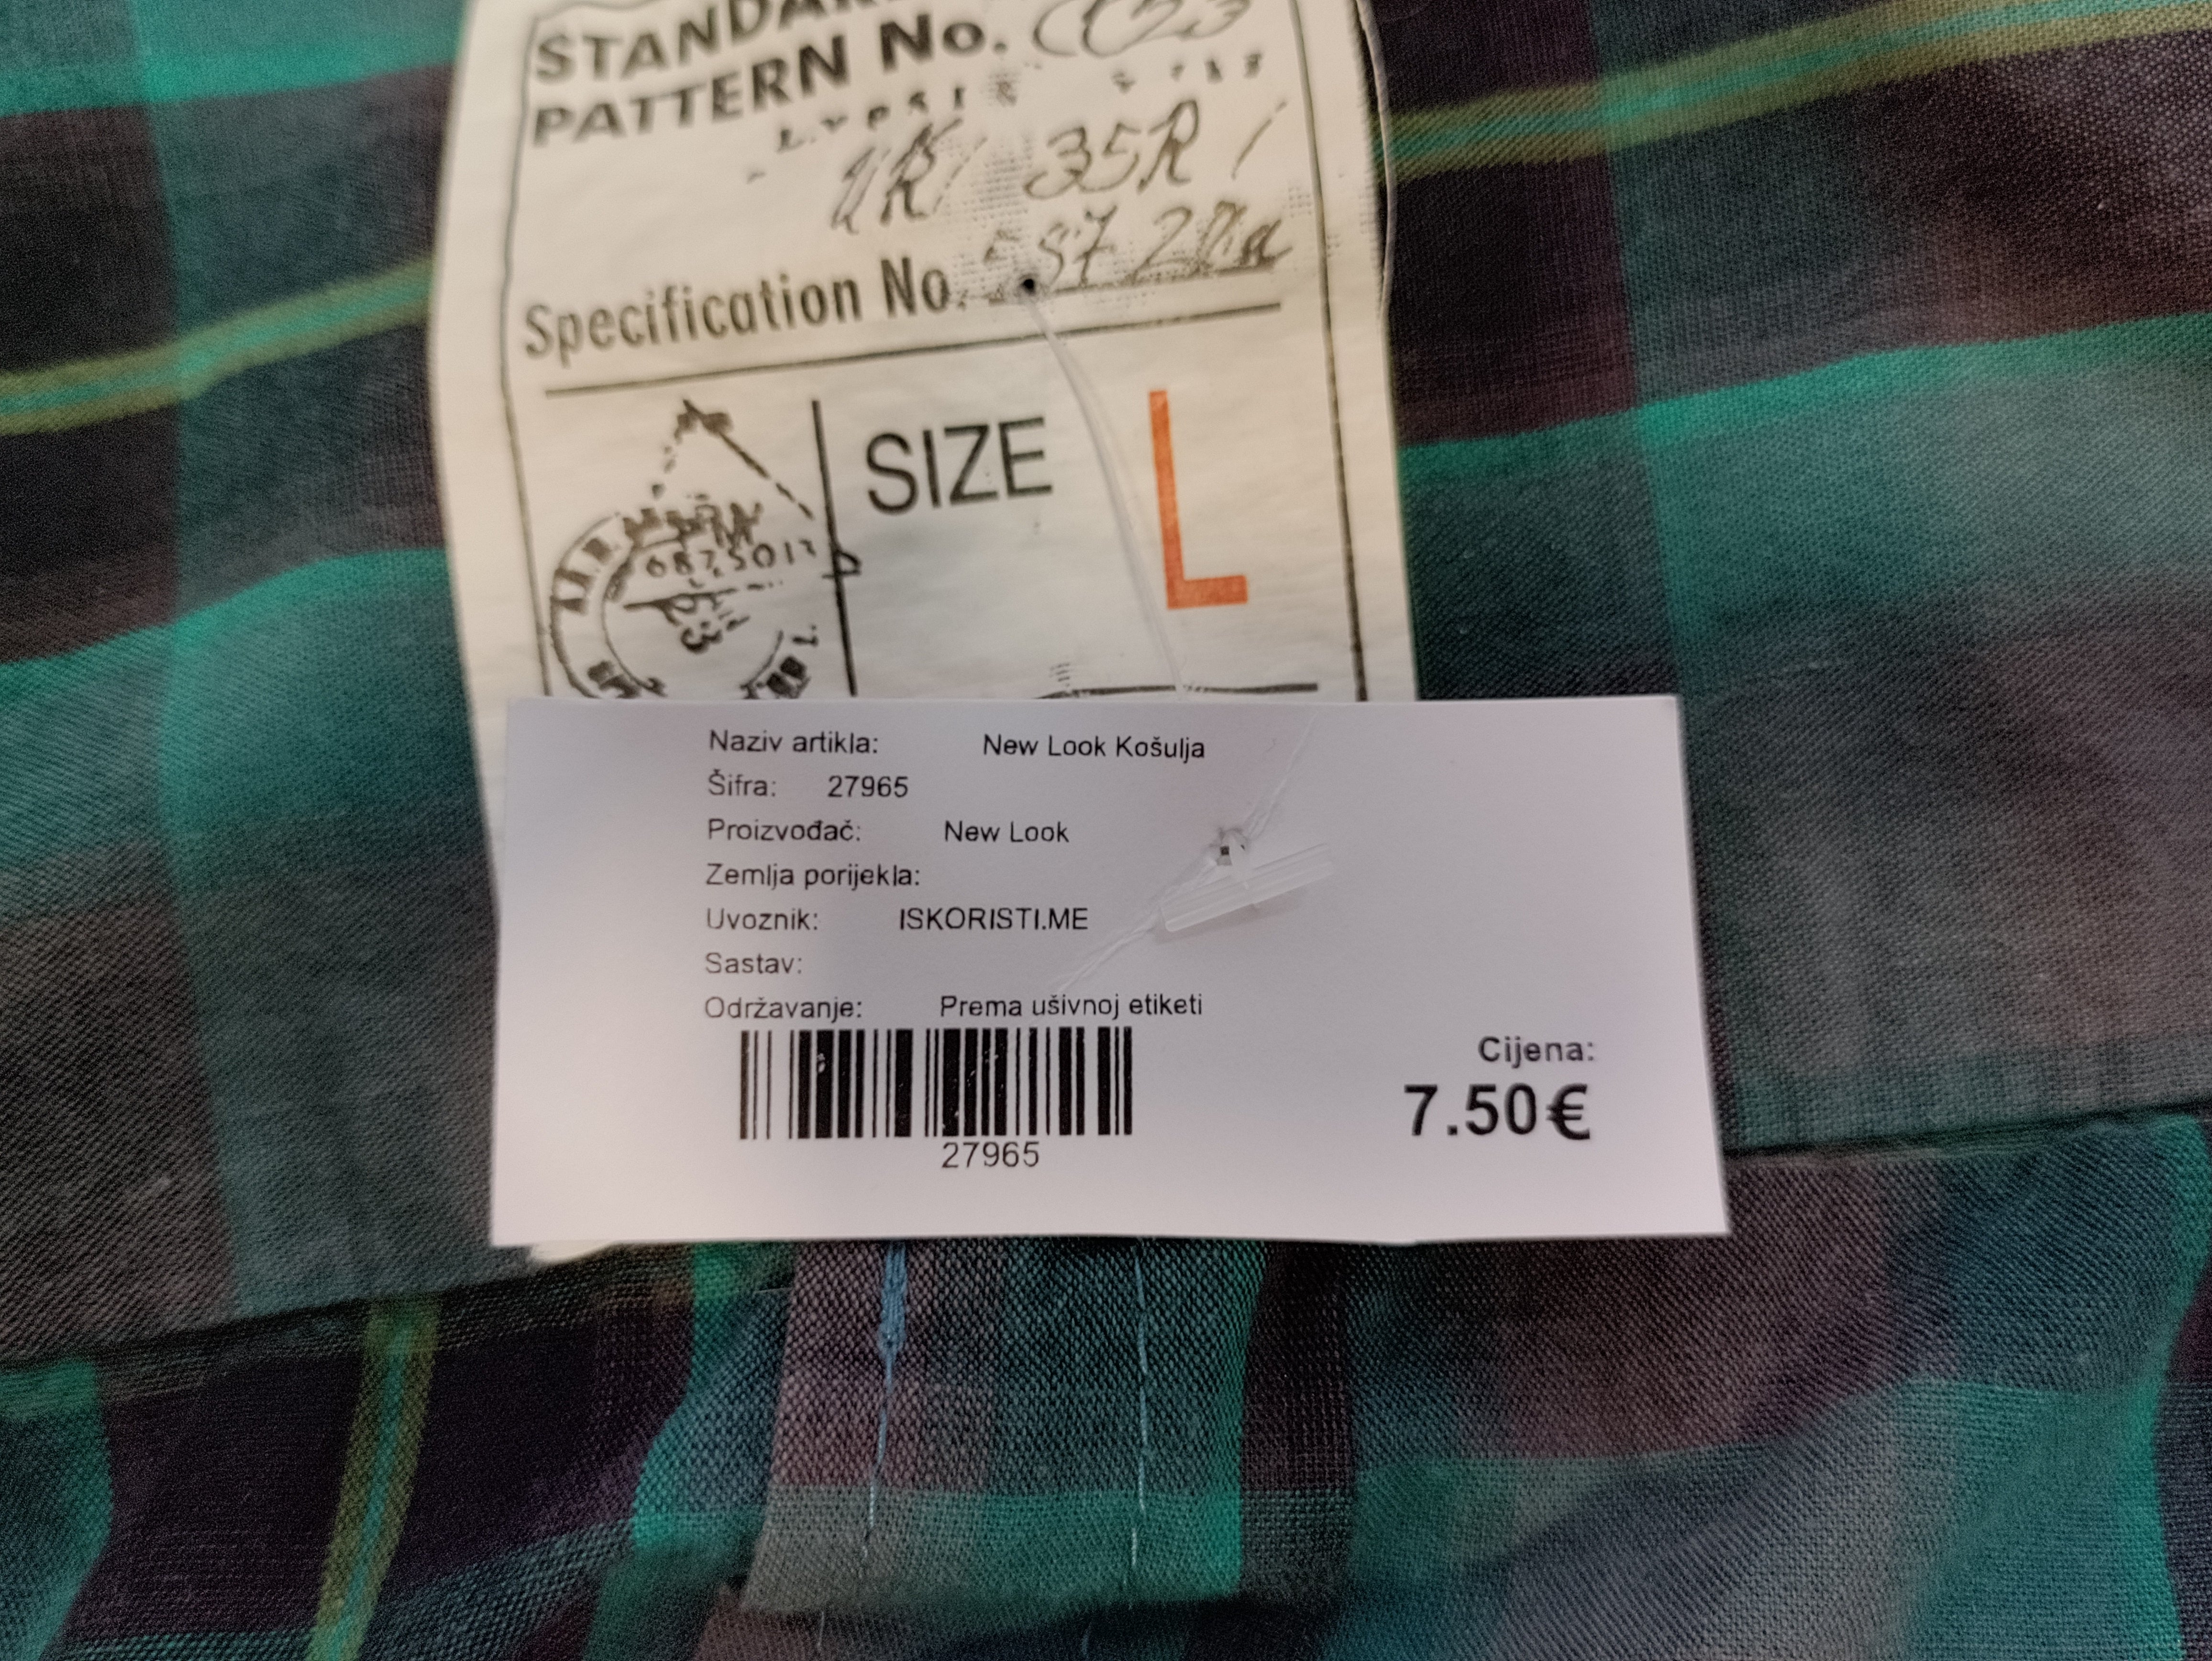 PATTERN No.
35R /
Specification No.
SIZE L
Naziv artikla: New Look Košulja
Šifra: 27965
Proizvođač: New Look
Zemlja porijekla:
Uvoznik: ISKORISTI.ME
Sastav:
Održavanje: Prema ušivnoj etiketi
27965
Cijena:
7.50€